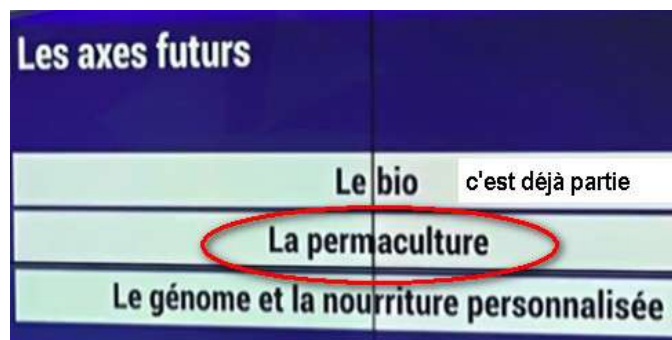 Les axes futurs
Le bio c'est déjà partie
La permaculture
Le génome et la nourriture personnalisée